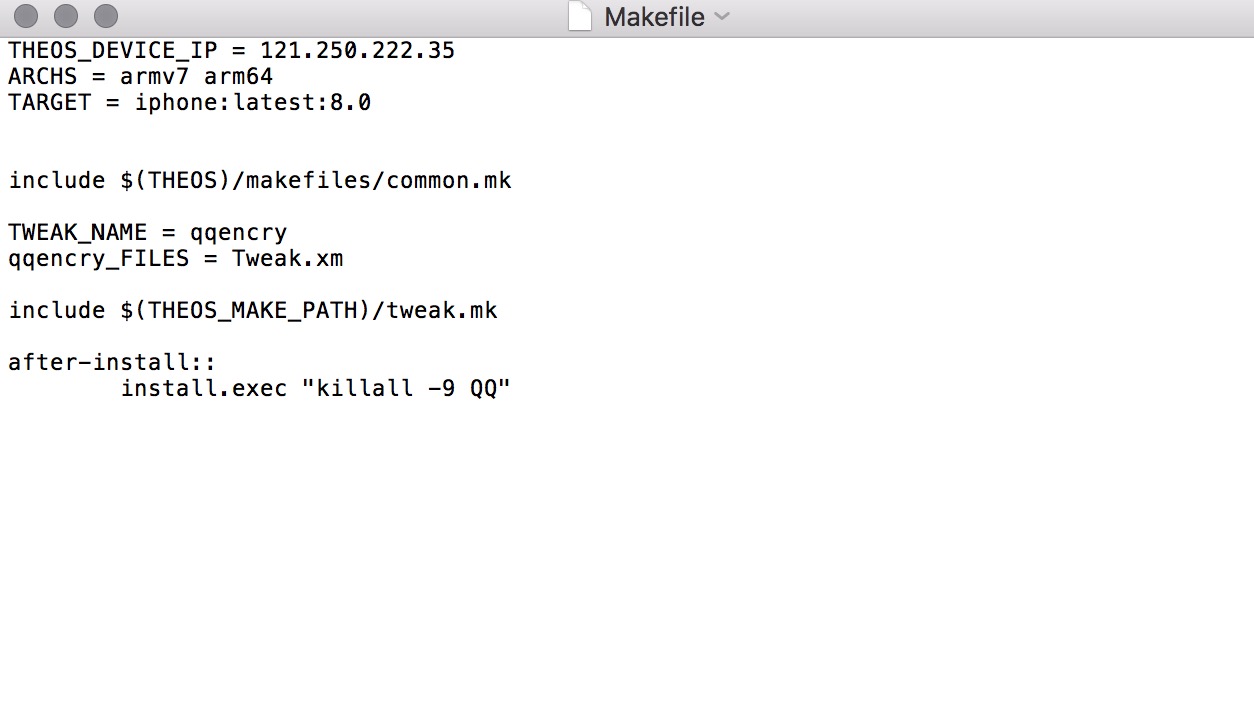 Makefile
THEOS_DEVICE_IP = 121.250.222.35
ARCHS = armv7 arm64
TARGET = iphone:latest:8.0
include $(THEOS)/makefiles/common.mk
TWEAK_NAME = qqencry
qqencry_FILES = Tweak.xm
include $(THEOS_MAKE_PATH)/tweak.mk
after-install::
        install.exec "killall -9 QQ"